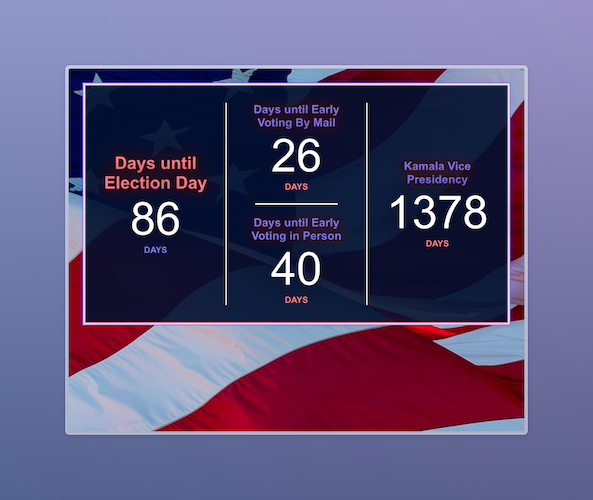 Days until
Election Day
86
DAYS
Days until Early
Voting By Mail
26
DAYS
Days until Early
Voting in Person
40
DAYS
Kamala Vice
Presidency
1378
DAYS